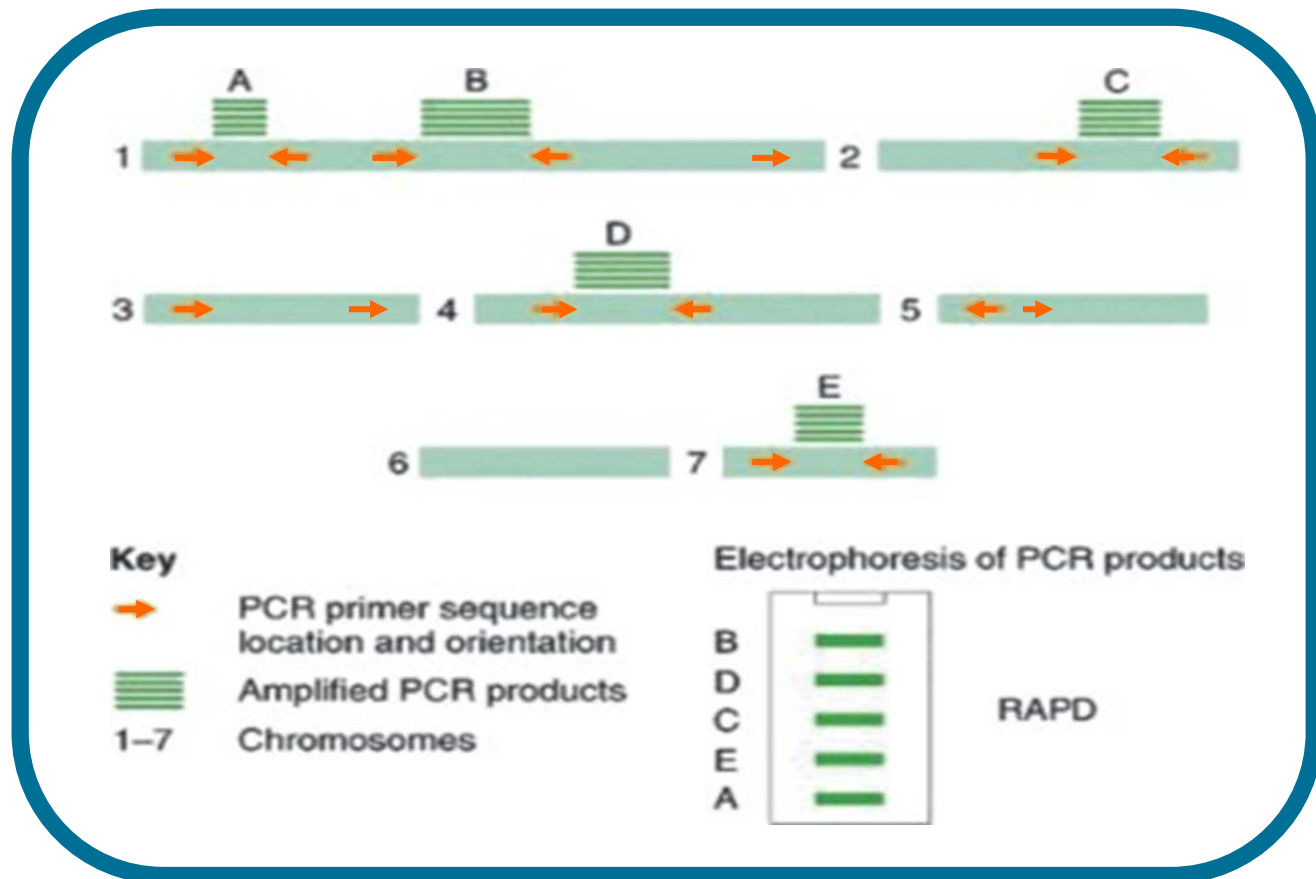 A B C
1 2
D
3 4 5
E
6 7
Key
PCR primer sequence
location and orientation
Amplified PCR products
1–7 Chromosomes
Electrophoresis of PCR products
B
D
C
E
A
RAPD